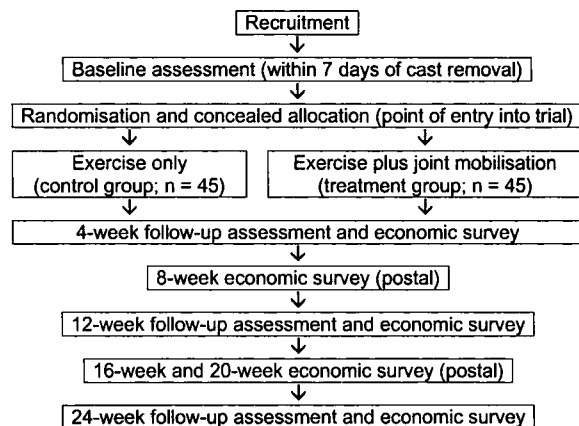 Recruitment
Baseline assessment (within 7 days of cast removal)
Randomisation and concealed allocation (point of entry into trial)
Exercise only
(control group; n = 45)
Exercise plus joint mobilisation
(treatment group; n = 45)
4-week follow-up assessment and economic survey
8-week economic survey (postal)
12-week follow-up assessment and economic survey
16-week and 20-week economic survey (postal)
24-week follow-up assessment and economic survey